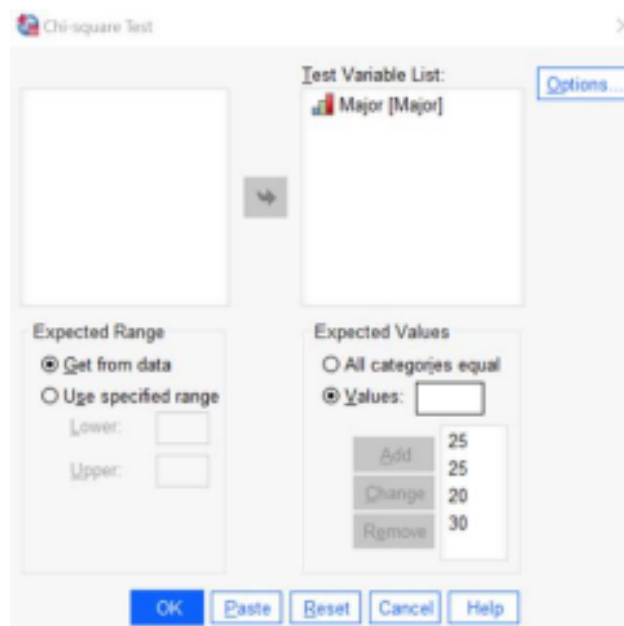 Chi-square Test
Test Variable List:
Major [Major]
Options...
Expected Range
Get from data
Use specified range
Lower:
Upper:
Expected Values
All categories equal
Values:
Add
Change
Remove
25
25
20
30
OK
Paste
Reset
Cancel
Help